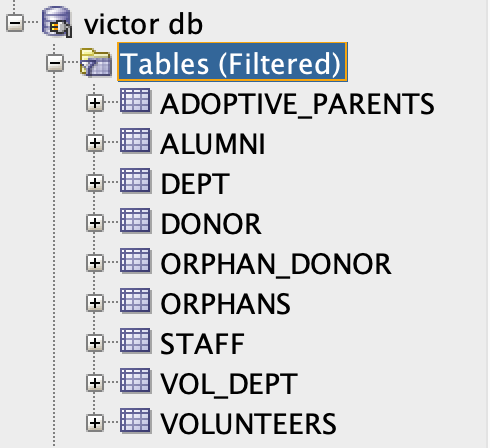 victor db
Tables (Filtered)
ADOPTIVE_PARENTS
ALUMNI
DEPT
DONOR
ORPHAN_DONOR
ORPHANS
STAFF
VOL_DEPT
VOLUNTEERS